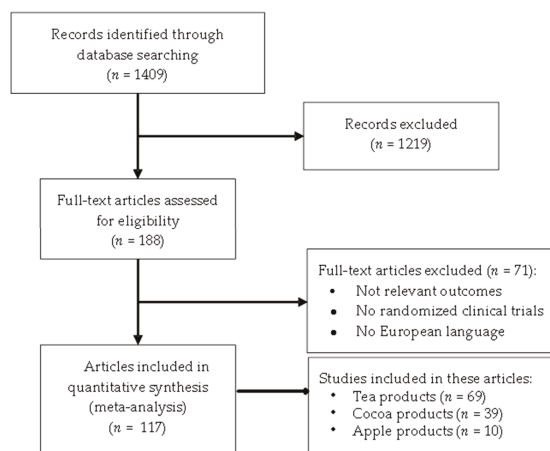 Records identified through
database searching
(n = 1409)
Records excluded
(n = 1219)
Full-text articles assessed
for eligibility
(n = 188)
Full-text articles excluded (n = 71):
• Not relevant outcomes
• No randomized clinical trials
• No European language
Articles included in
quantitative synthesis
(meta-analysis)
(n = 117)
Studies included in these articles:
• Tea products (n = 69)
• Cocoa products (n = 39)
• Apple products (n = 10)